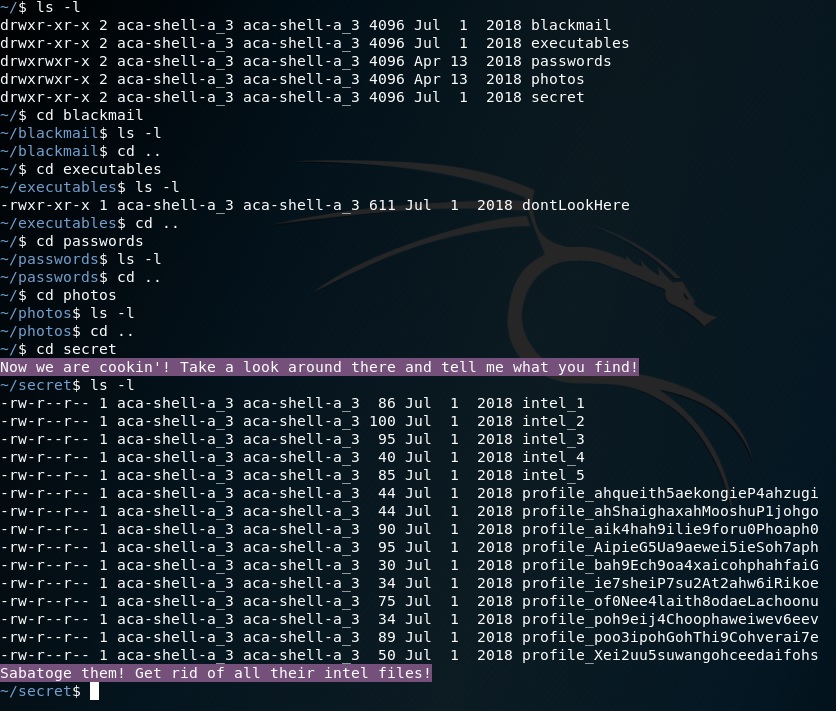 ~/$ ls -l
drwxr-xr-x 2 aca-shell-a_3 aca-shell-a_3 4096 Jul  1  2018 blackmail
drwxr-xr-x 2 aca-shell-a_3 aca-shell-a_3 4096 Jul  1  2018 executables
drwxrwxr-x 2 aca-shell-a_3 aca-shell-a_3 4096 Apr 13  2018 passwords
drwxrwxr-x 2 aca-shell-a_3 aca-shell-a_3 4096 Apr 13  2018 photos
drwxr-xr-x 2 aca-shell-a_3 aca-shell-a_3 4096 Jul  1  2018 secret
~/$ cd blackmail
~/blackmail$ ls -l
~/blackmail$ cd ..
~/$ cd executables
~/executables$ ls -l
-rwxr-xr-x 1 aca-shell-a_3 aca-shell-a_3 611 Jul  1  2018 dontLookHere
~/executables$ cd ..
~/$ cd passwords
~/passwords$ ls -l
~/passwords$ cd ..
~/$ cd photos
~/photos$ ls -l
~/photos$ cd ..
~/$ cd secret
Now we are cookin'! Take a look around there and tell me what you find!
~/secret$ ls -l
-rw-r--r-- 1 aca-shell-a_3 aca-shell-a_3  86 Jul  1  2018 intel_1
-rw-r--r-- 1 aca-shell-a_3 aca-shell-a_3 100 Jul  1  2018 intel_2
-rw-r--r-- 1 aca-shell-a_3 aca-shell-a_3  95 Jul  1  2018 intel_3
-rw-r--r-- 1 aca-shell-a_3 aca-shell-a_3  40 Jul  1  2018 intel_4
-rw-r--r-- 1 aca-shell-a_3 aca-shell-a_3  85 Jul  1  2018 intel_5
-rw-r--r-- 1 aca-shell-a_3 aca-shell-a_3  44 Jul  1  2018 profile_ahqueith5aekongieP4ahzugi
-rw-r--r-- 1 aca-shell-a_3 aca-shell-a_3  44 Jul  1  2018 profile_ahShaighaxahMooshuP1johgo
-rw-r--r-- 1 aca-shell-a_3 aca-shell-a_3  90 Jul  1  2018 profile_aik4hah9ilie9foru0Phoaph0
-rw-r--r-- 1 aca-shell-a_3 aca-shell-a_3  95 Jul  1  2018 profile_AipieG5Ua9aewei5ieSoh7aph
-rw-r--r-- 1 aca-shell-a_3 aca-shell-a_3  30 Jul  1  2018 profile_bah9Ech9oa4xaicohphahfaiG
-rw-r--r-- 1 aca-shell-a_3 aca-shell-a_3  34 Jul  1  2018 profile_ie7sheiP7su2At2ahw6iRikoe
-rw-r--r-- 1 aca-shell-a_3 aca-shell-a_3  75 Jul  1  2018 profile_of0Nee4laith8odaeLachoonu
-rw-r--r-- 1 aca-shell-a_3 aca-shell-a_3  34 Jul  1  2018 profile_poh9eij4Choophaweiwev6eev
-rw-r--r-- 1 aca-shell-a_3 aca-shell-a_3  89 Jul  1  2018 profile_poo3ipohGohThi9Cohverai7e
-rw-r--r-- 1 aca-shell-a_3 aca-shell-a_3  50 Jul  1  2018 profile_Xei2uu5suwangohceedaifohs
Sabatoge them! Get rid of all their intel files!
~/secret$